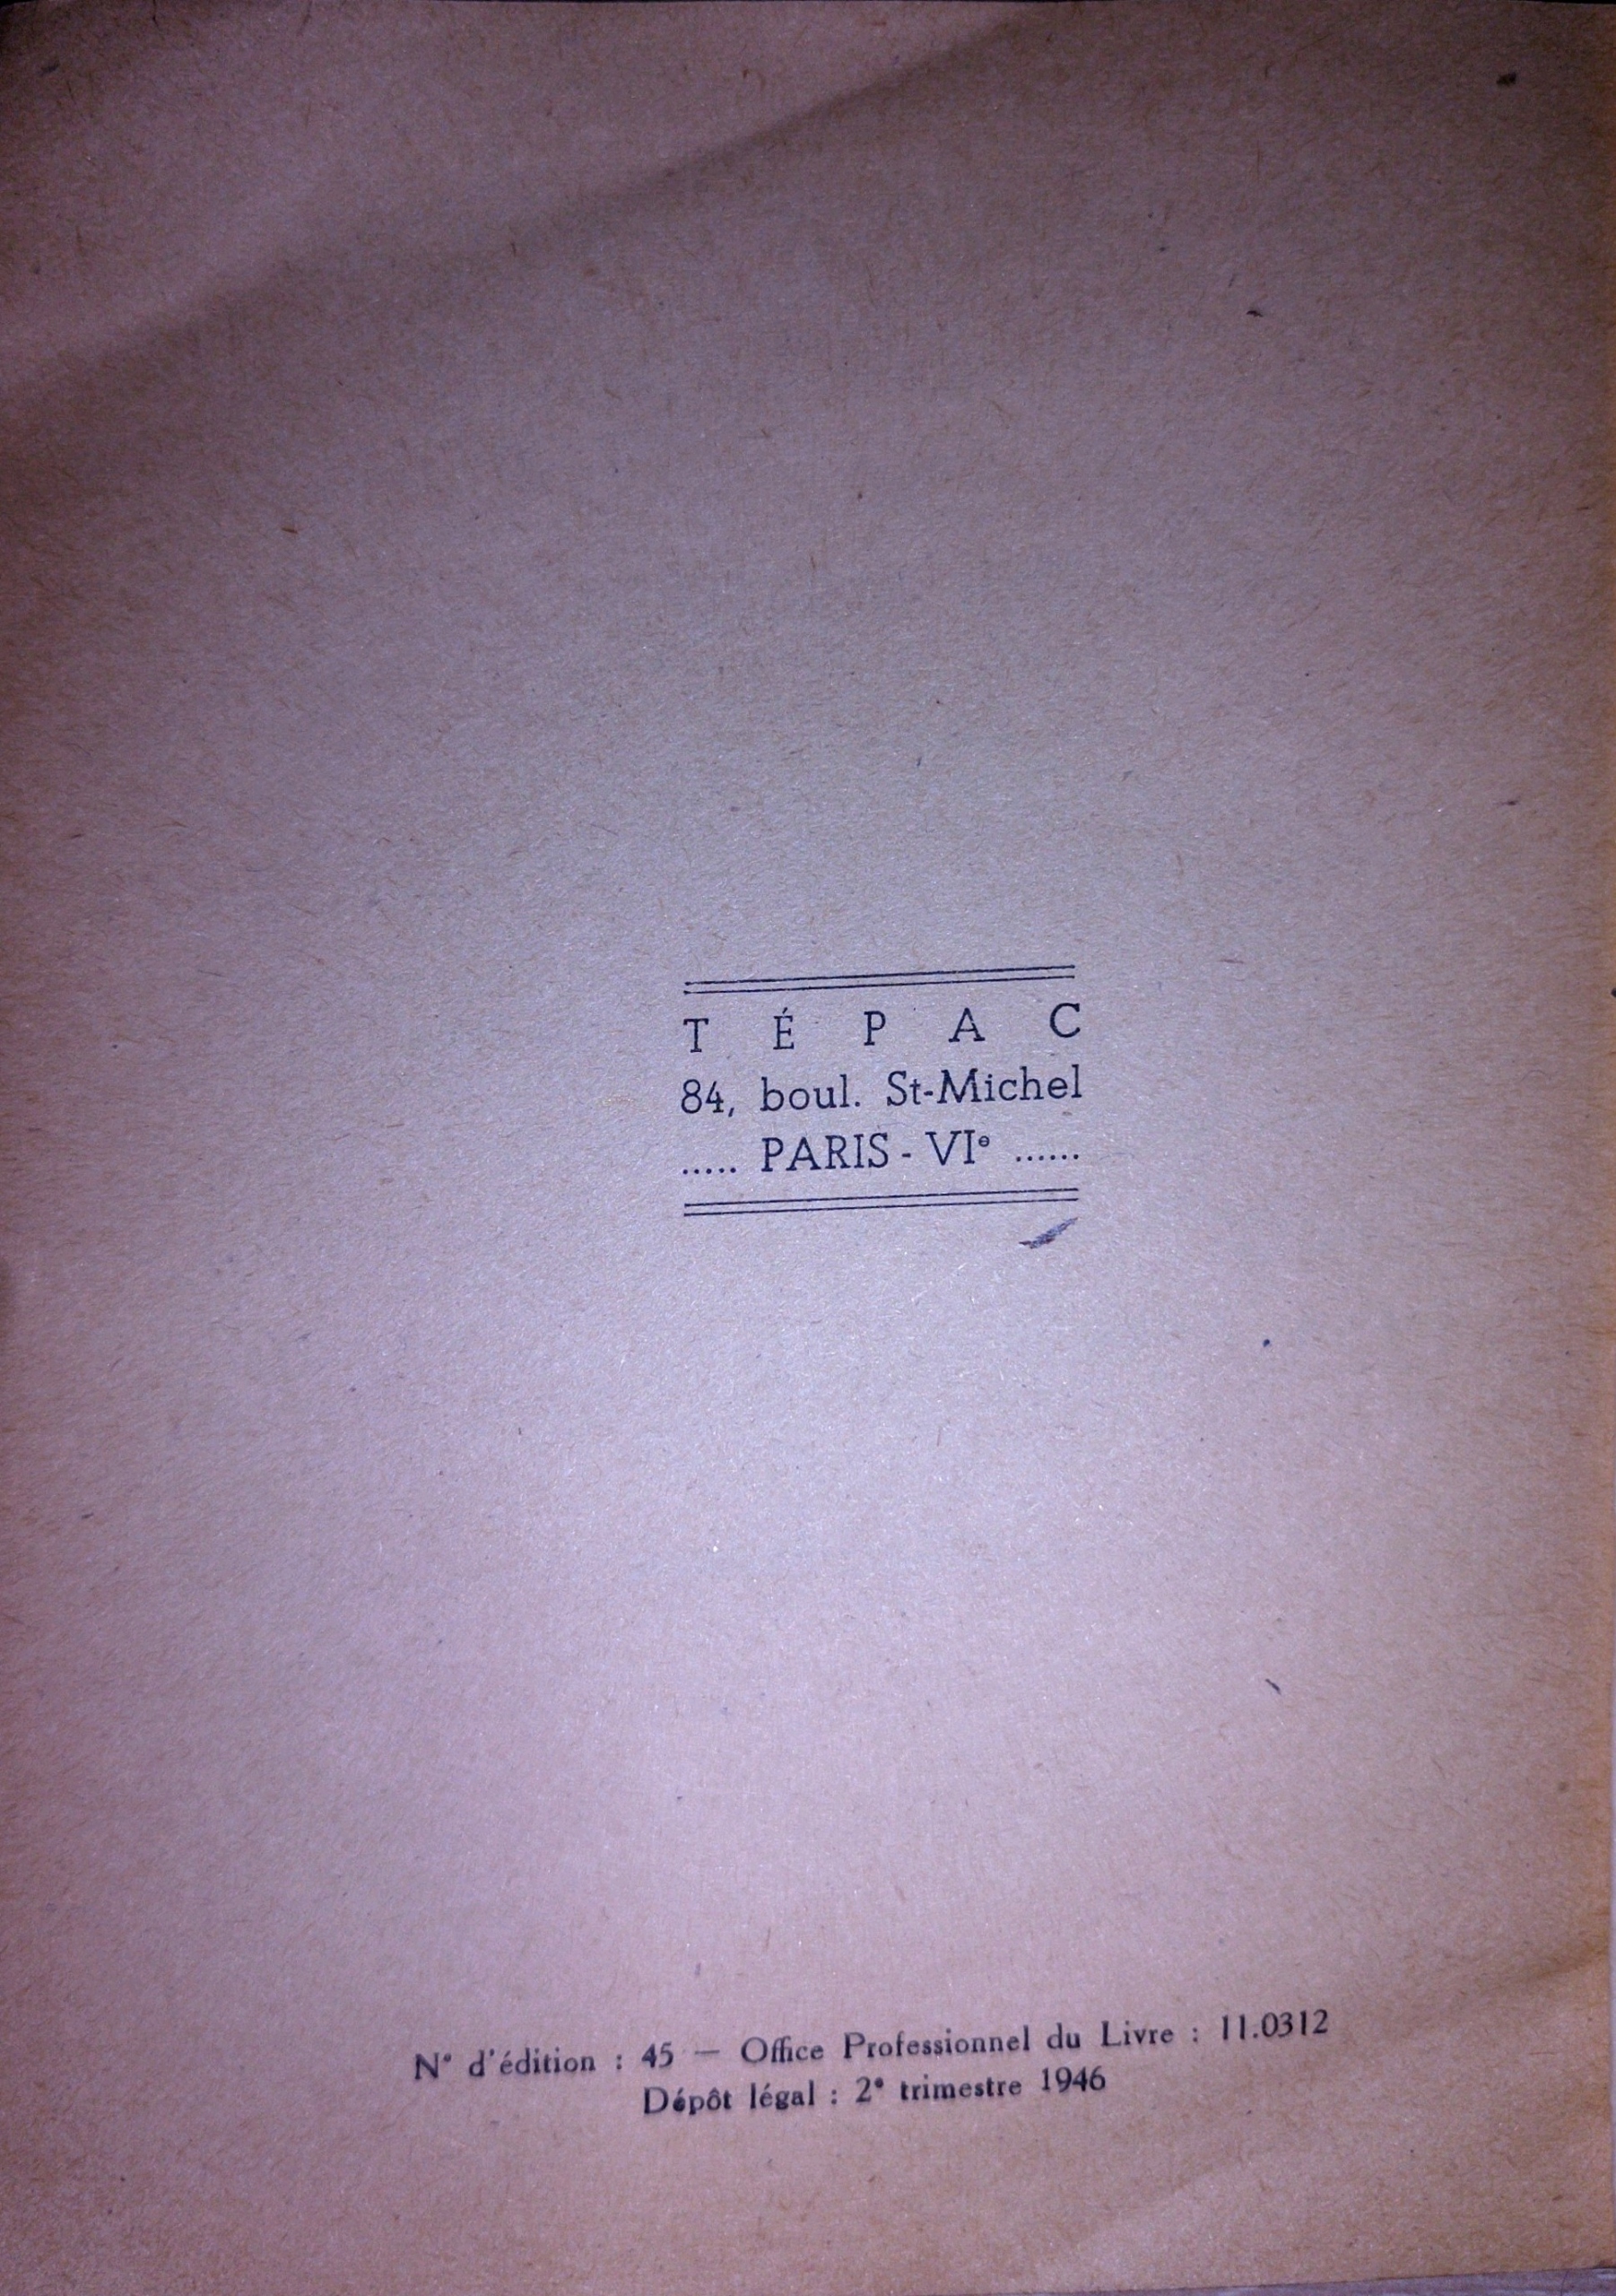 T É P A C
84, boul. St-Michel
..... PARIS - VIᵉ ......
N° d'édition : 45 — Office Professionnel du Livre : 11.0312
Dépôt légal : 2ᵉ trimestre 1946